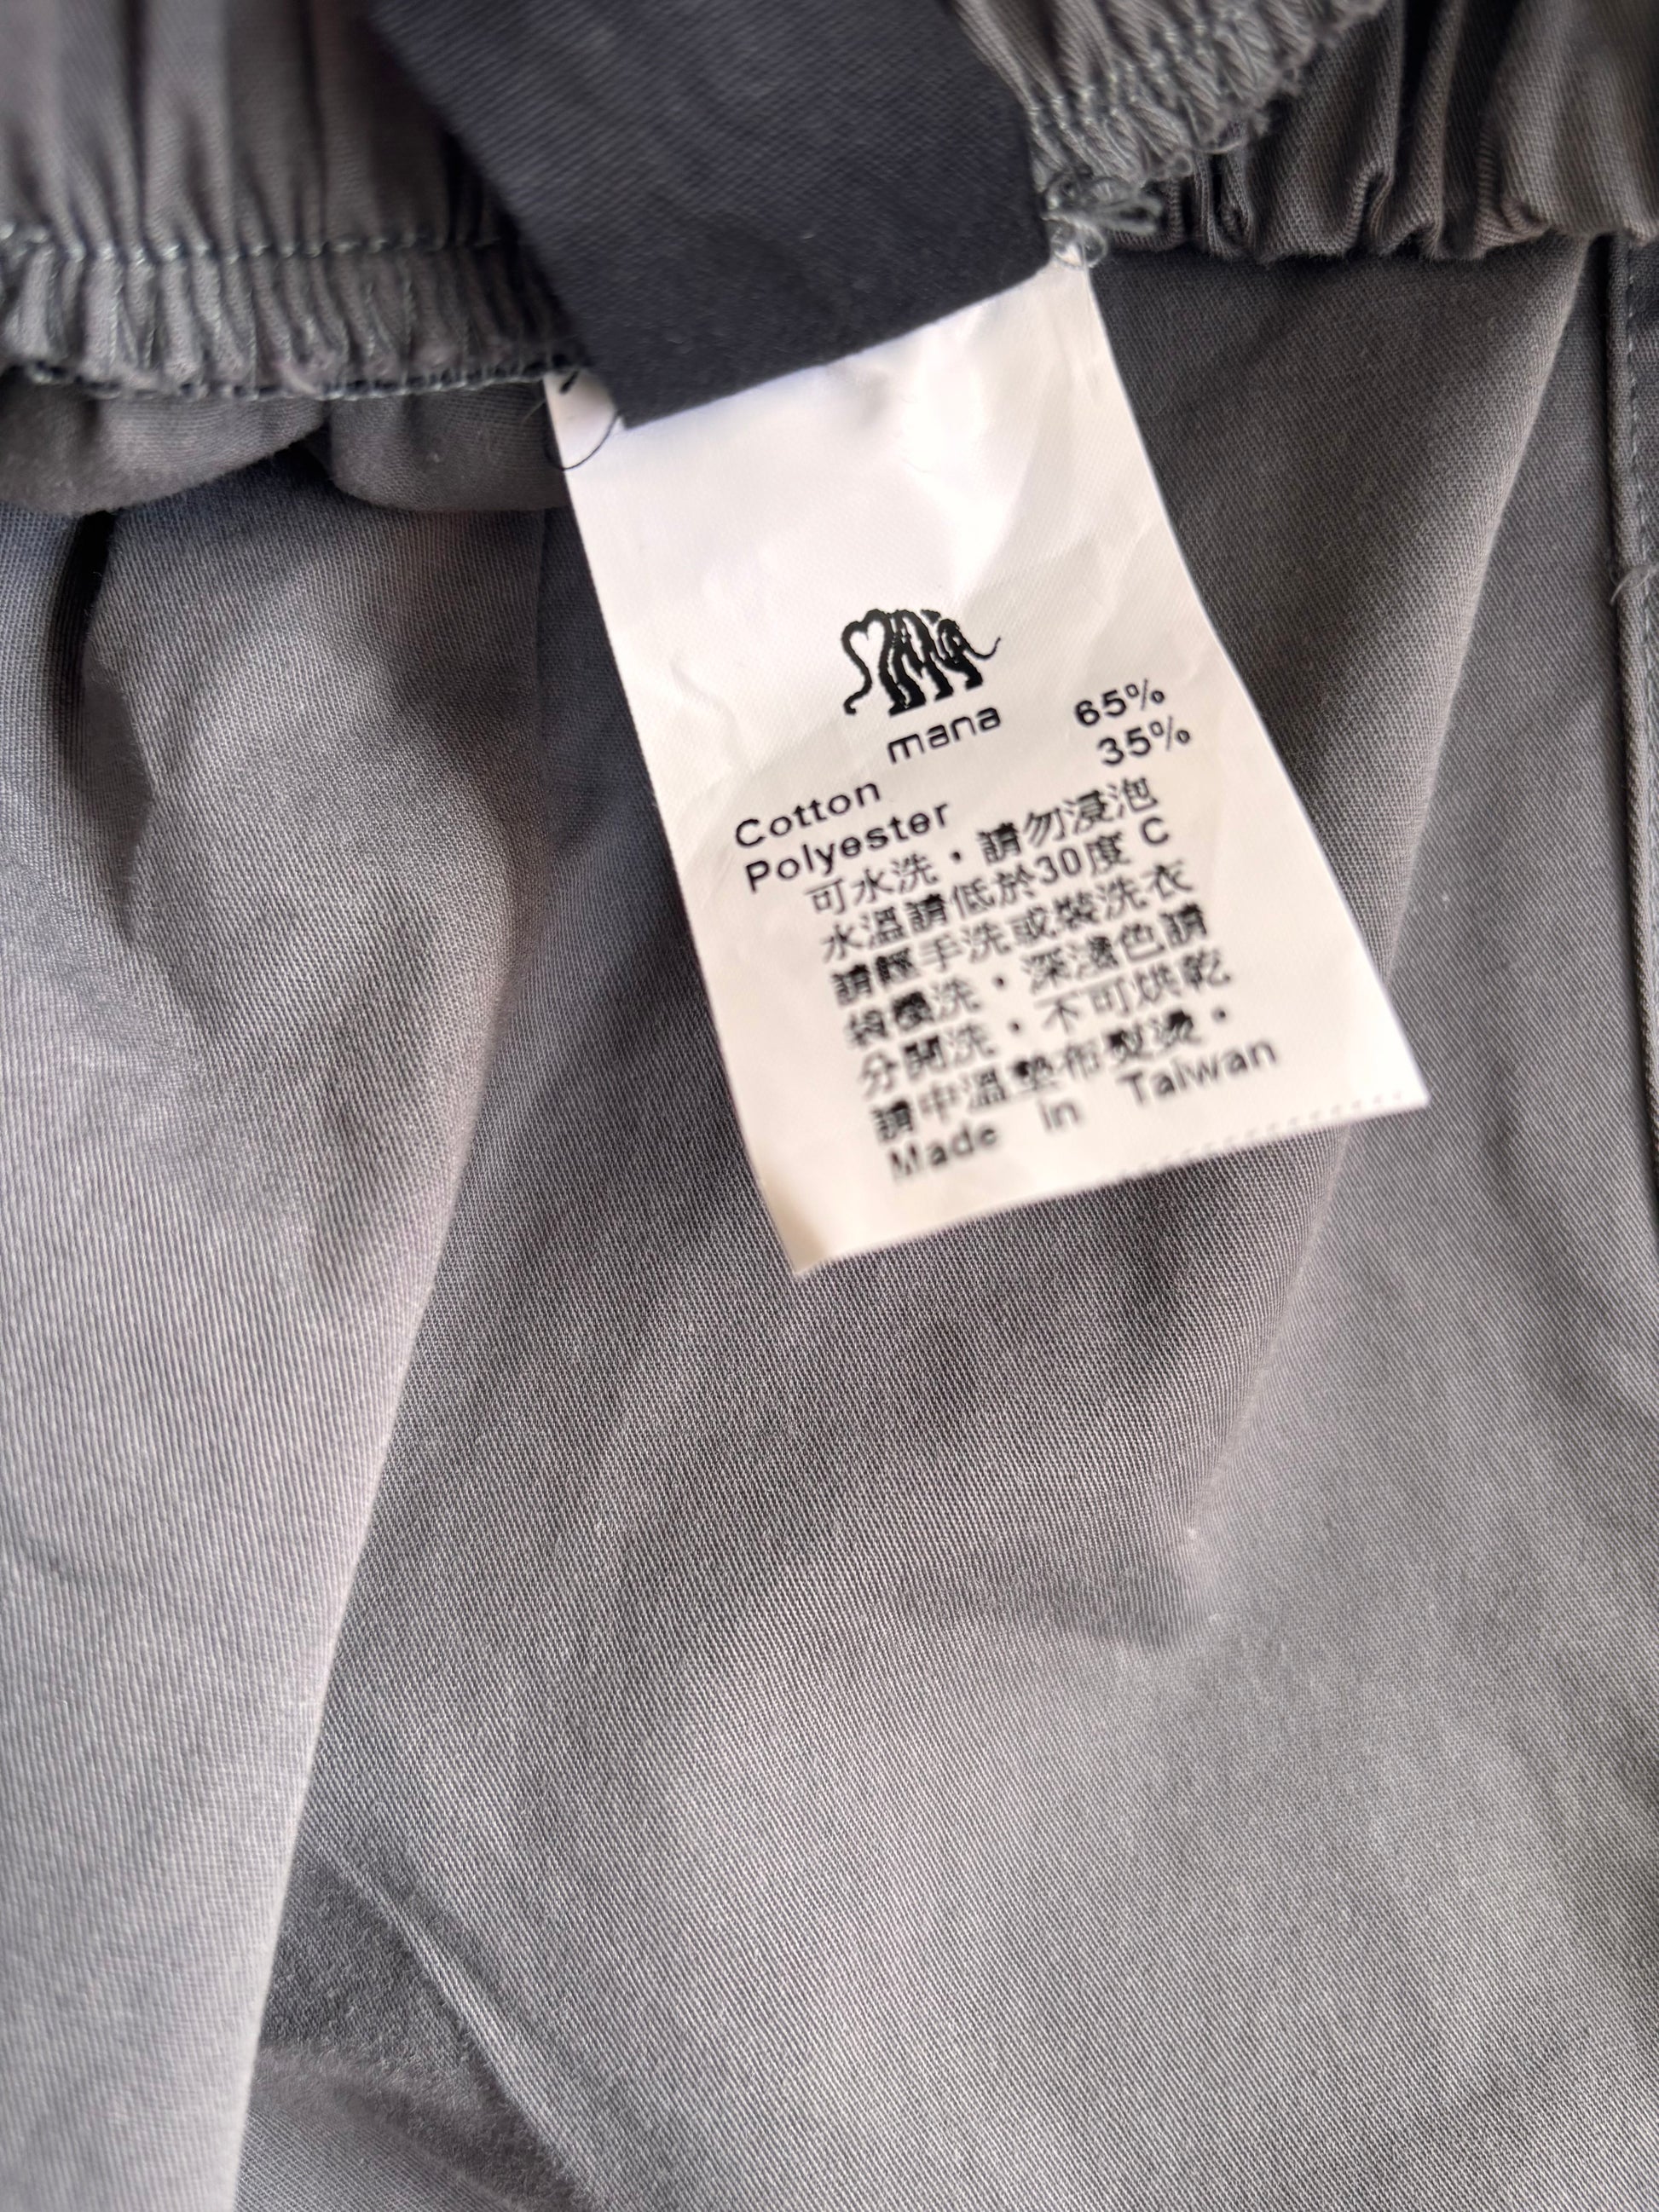 mana
Cotton 65%
Polyester 35%
可水洗，請勿浸泡
水溫請低於30度 C
請輕手洗或裝洗衣
袋機洗，深淺色請
分開洗，不可烘乾
請中溫墊布熨燙。
Made in Taiwan